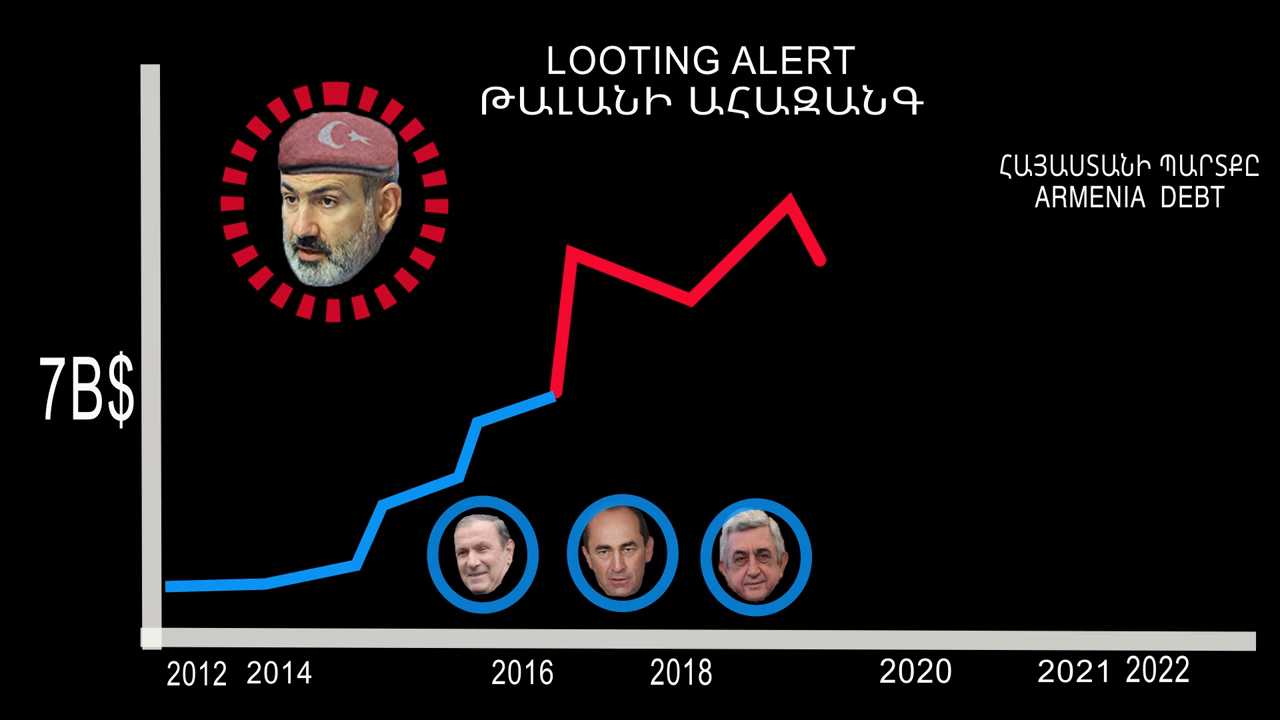 LOOTING ALERT
ԹԱԼԱՆԻ ԱՀԱԶԱՆԳ
ՀԱՅԱՍՏԱՆԻ ՊԱՐՏՔԸ
ARMENIA DEBT
7B$
2012 2014 2016 2018 2020 2021 2022